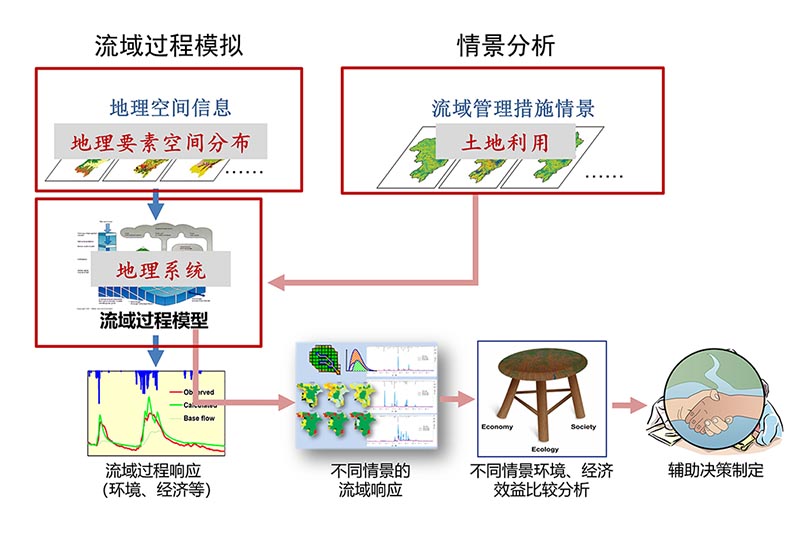 流域过程模拟
情景分析
地理空间信息
地理要素空间分布
……
流域管理措施情景
土地利用
……
地理系统
流域过程模型
Observed
Calculated
Base flow
流域过程响应
（环境、经济等）
不同情景的
流域响应
Economy
Society
Ecology
不同情景环境、经济
效益比较分析
辅助决策制定